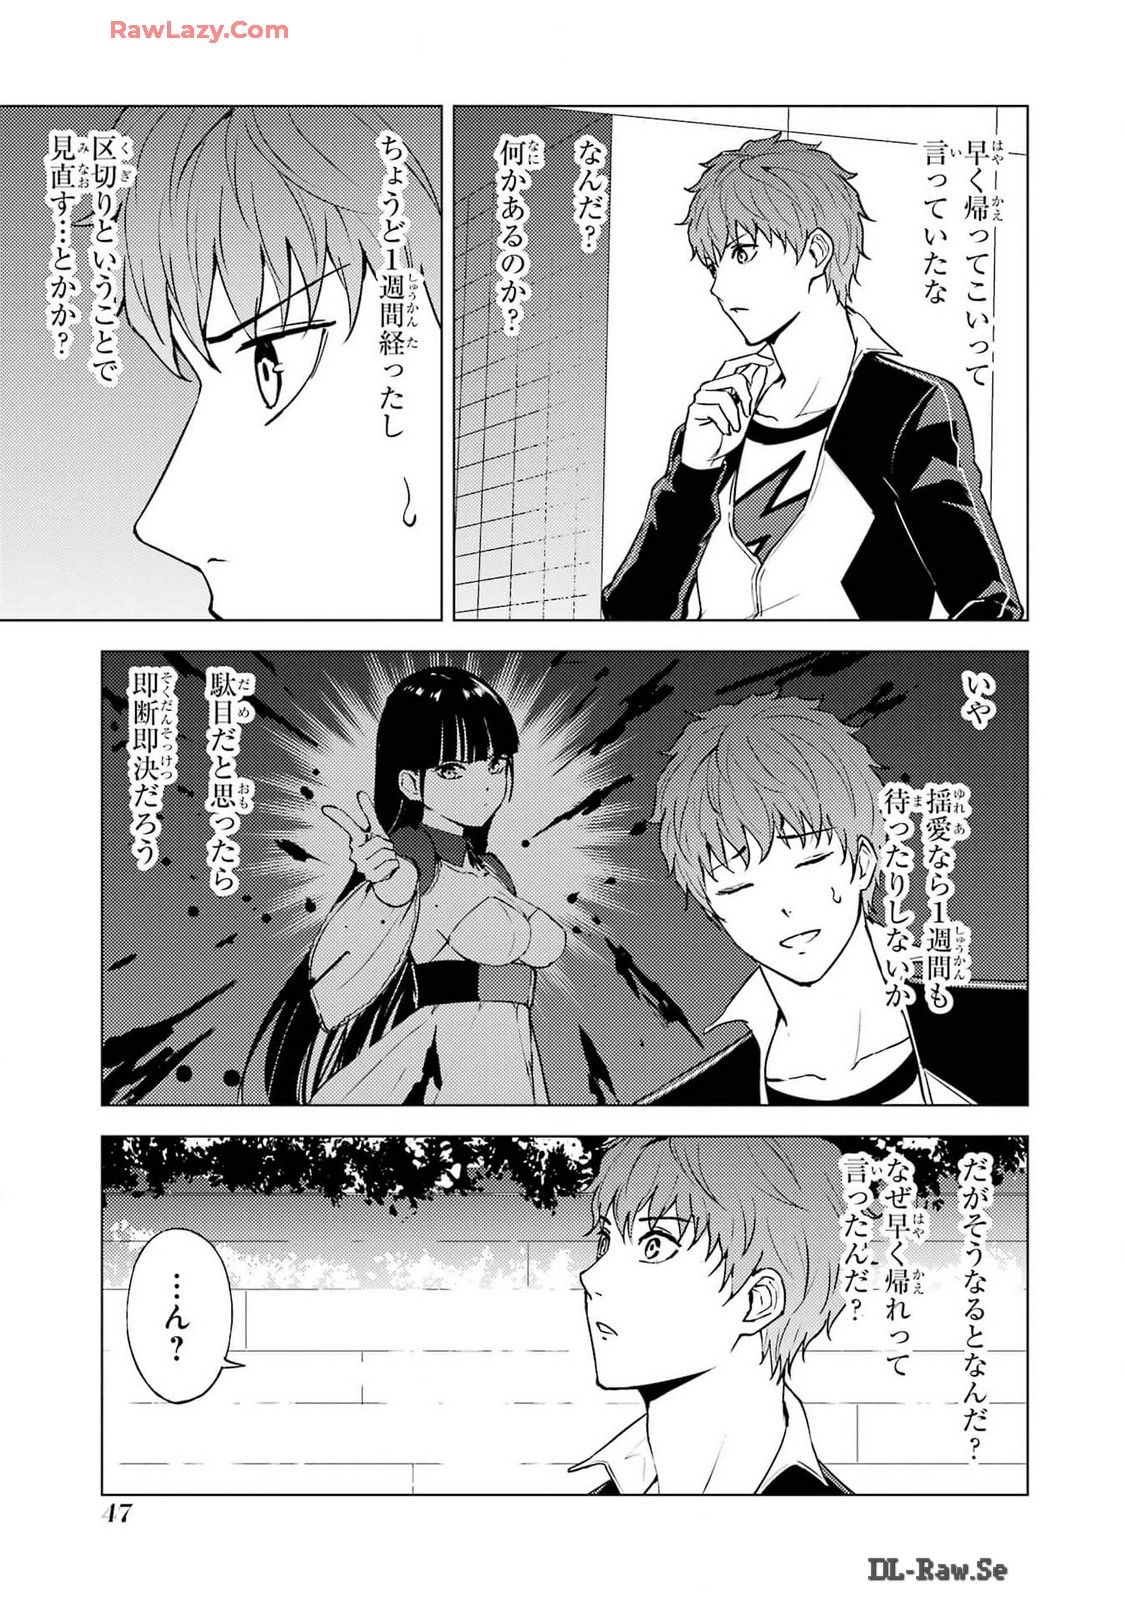 RawLazy.Com
早く帰ってこいって
言っていたな
なんだ?
何かあるのか?
ちょうど1週間経ったし
区切りということで
見直す…とかか?
いや
揺愛なら1週間も
待ったりしないか
駄目だと思ったら
即断即決だろう
だがそうなるとなんだ?
なぜ早く帰れって
言ったんだ?
…ん?
47
DL-Raw.Se